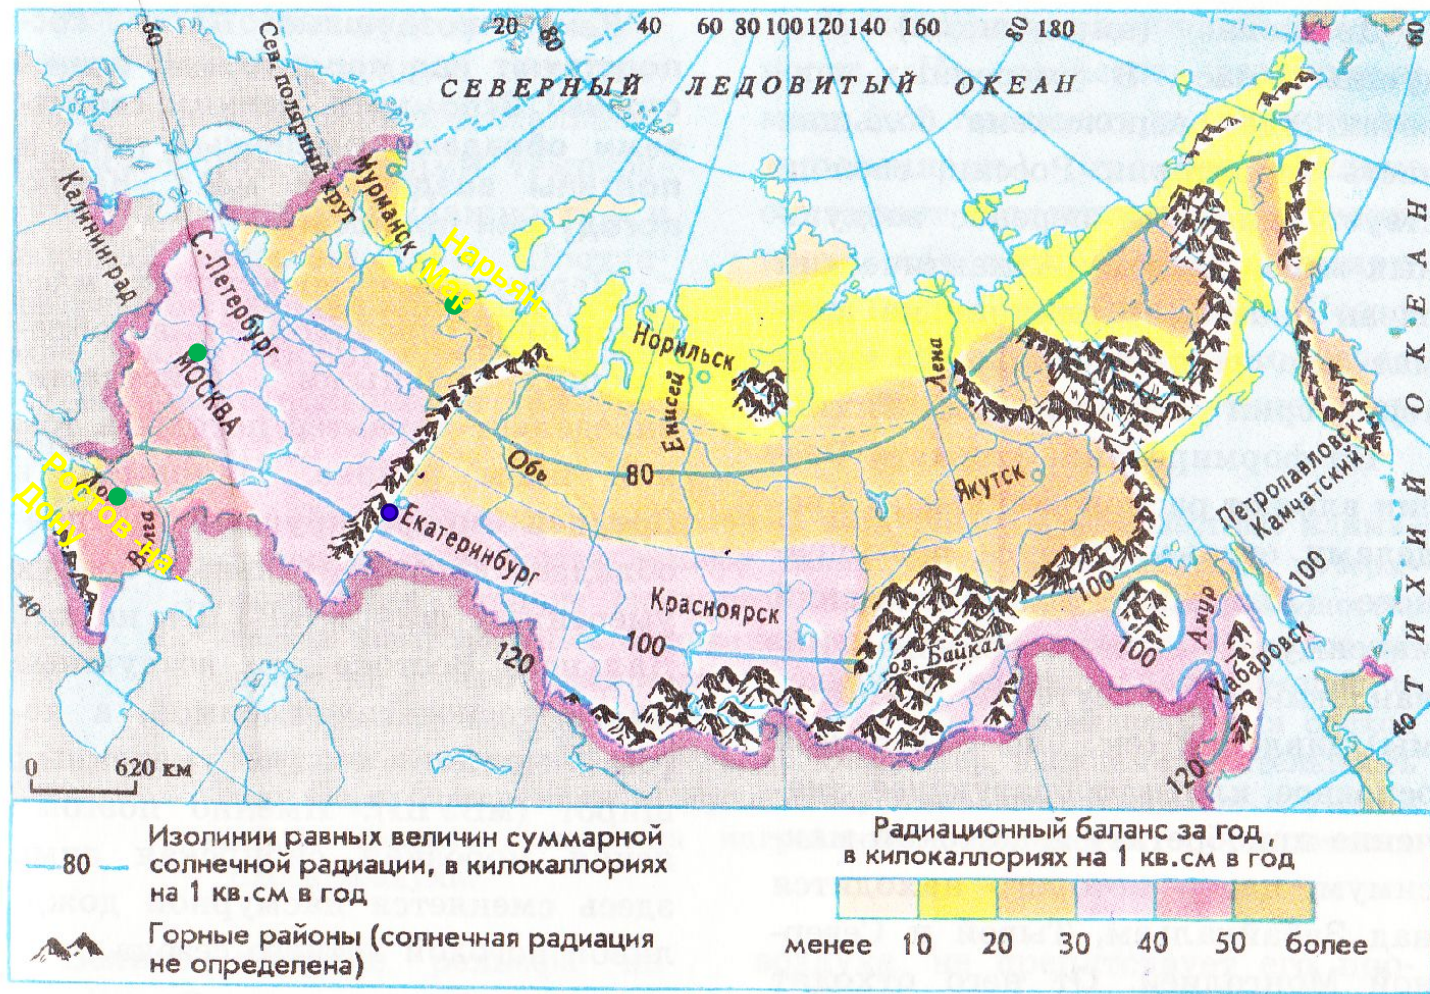 60
20
80
40
60 80 100 120 140 160
80
180
60
СЕВЕРНЫЙ ЛЕДОВИТЫЙ ОКЕАН
Сев. полярный круг
Мурманск
Калининград
С.-Петербург
МОСКВА
Нарьян
Мар
Норильск
Енисей
Лена
Обь
80
Якутск
Ростов-на-
Дону
Волга
Екатеринбург
Красноярск
100
120
оз. Байкал
100
100
Амур
Хабаровск
120
Петропавловск-
Камчатский
100
ТИХИЙ ОКЕАН
40
40
0 620 км
80
Изолинии равных величин суммарной
солнечной радиации, в килокаллориях
на 1 кв.см в год
Горные районы (солнечная радиация
не определена)
Радиационный баланс за год,
в килокаллориях на 1 кв.см в год
менее 10 20 30 40 50 более